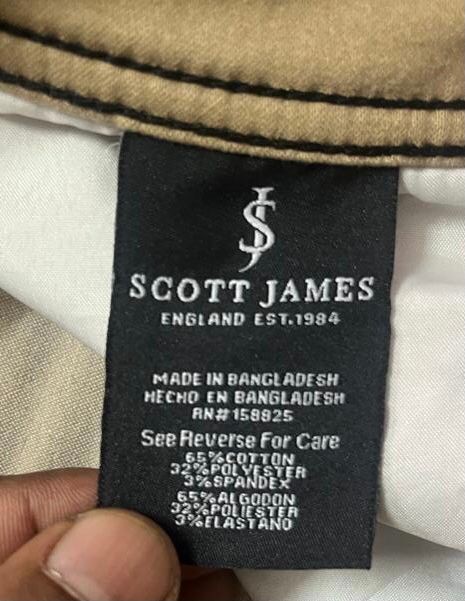 SJ
SCOTT JAMES
ENGLAND EST.1984
MADE IN BANGLADESH
HECHO EN BANGLADESH
RN#158925
See Reverse For Care
65%COTTON
32%POLYESTER
3%SPANDEX
65%ALGODON
32%POLIESTER
3%ELASTANO